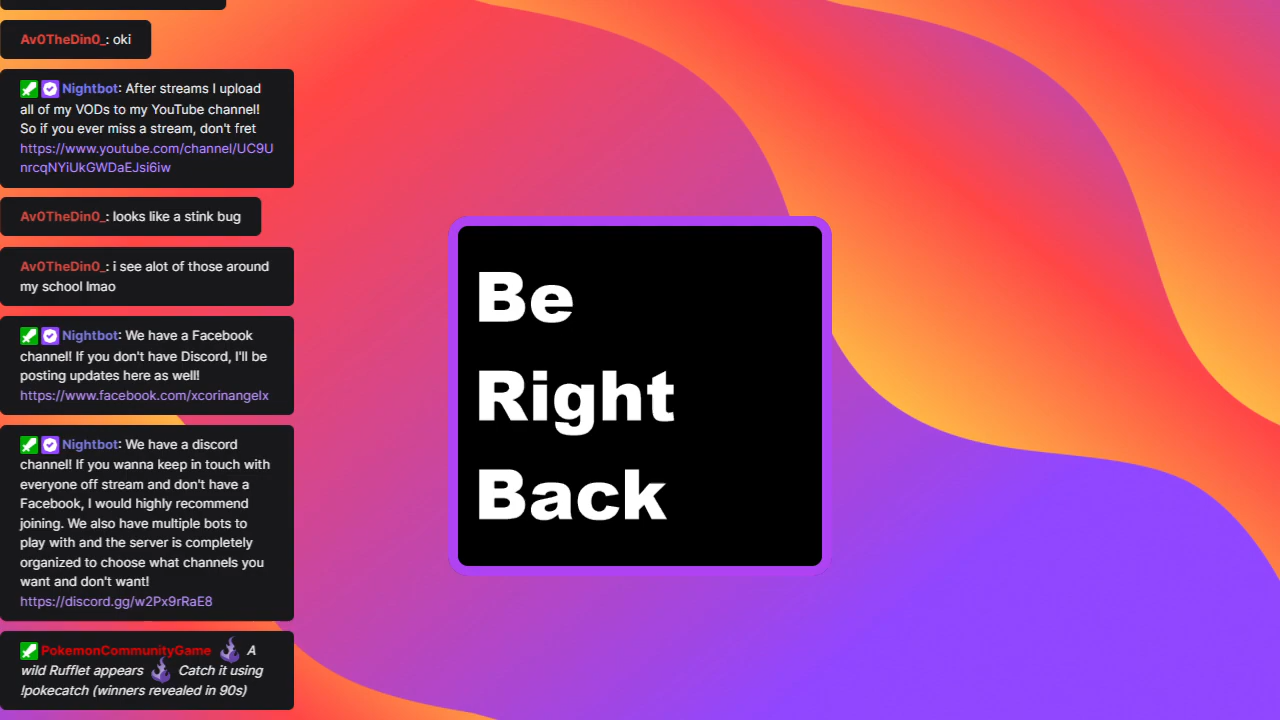 Av0TheDin0_: oki
Nightbot: After streams I upload
all of my VODs to my YouTube channel!
So if you ever miss a stream, don't fret
https://www.youtube.com/channel/UC9U
nrcqNYiUkGWDaEJsi6iw
Av0TheDin0_: looks like a stink bug
Av0TheDin0_: i see alot of those around
my school lmao
Nightbot: We have a Facebook
channel! If you don't have Discord, I'll be
posting updates here as well!
https://www.facebook.com/xcorinangelx
Nightbot: We have a discord
channel! If you wanna keep in touch with
everyone off stream and don't have a
Facebook, I would highly recommend
joining. We also have multiple bots to
play with and the server is completely
organized to choose what channels you
want and don't want!
https://discord.gg/w2Px9rRaE8
PokemonCommunityGame A
wild Rufflet appears Catch it using
!pokecatch (winners revealed in 90s)
Be
Right
Back